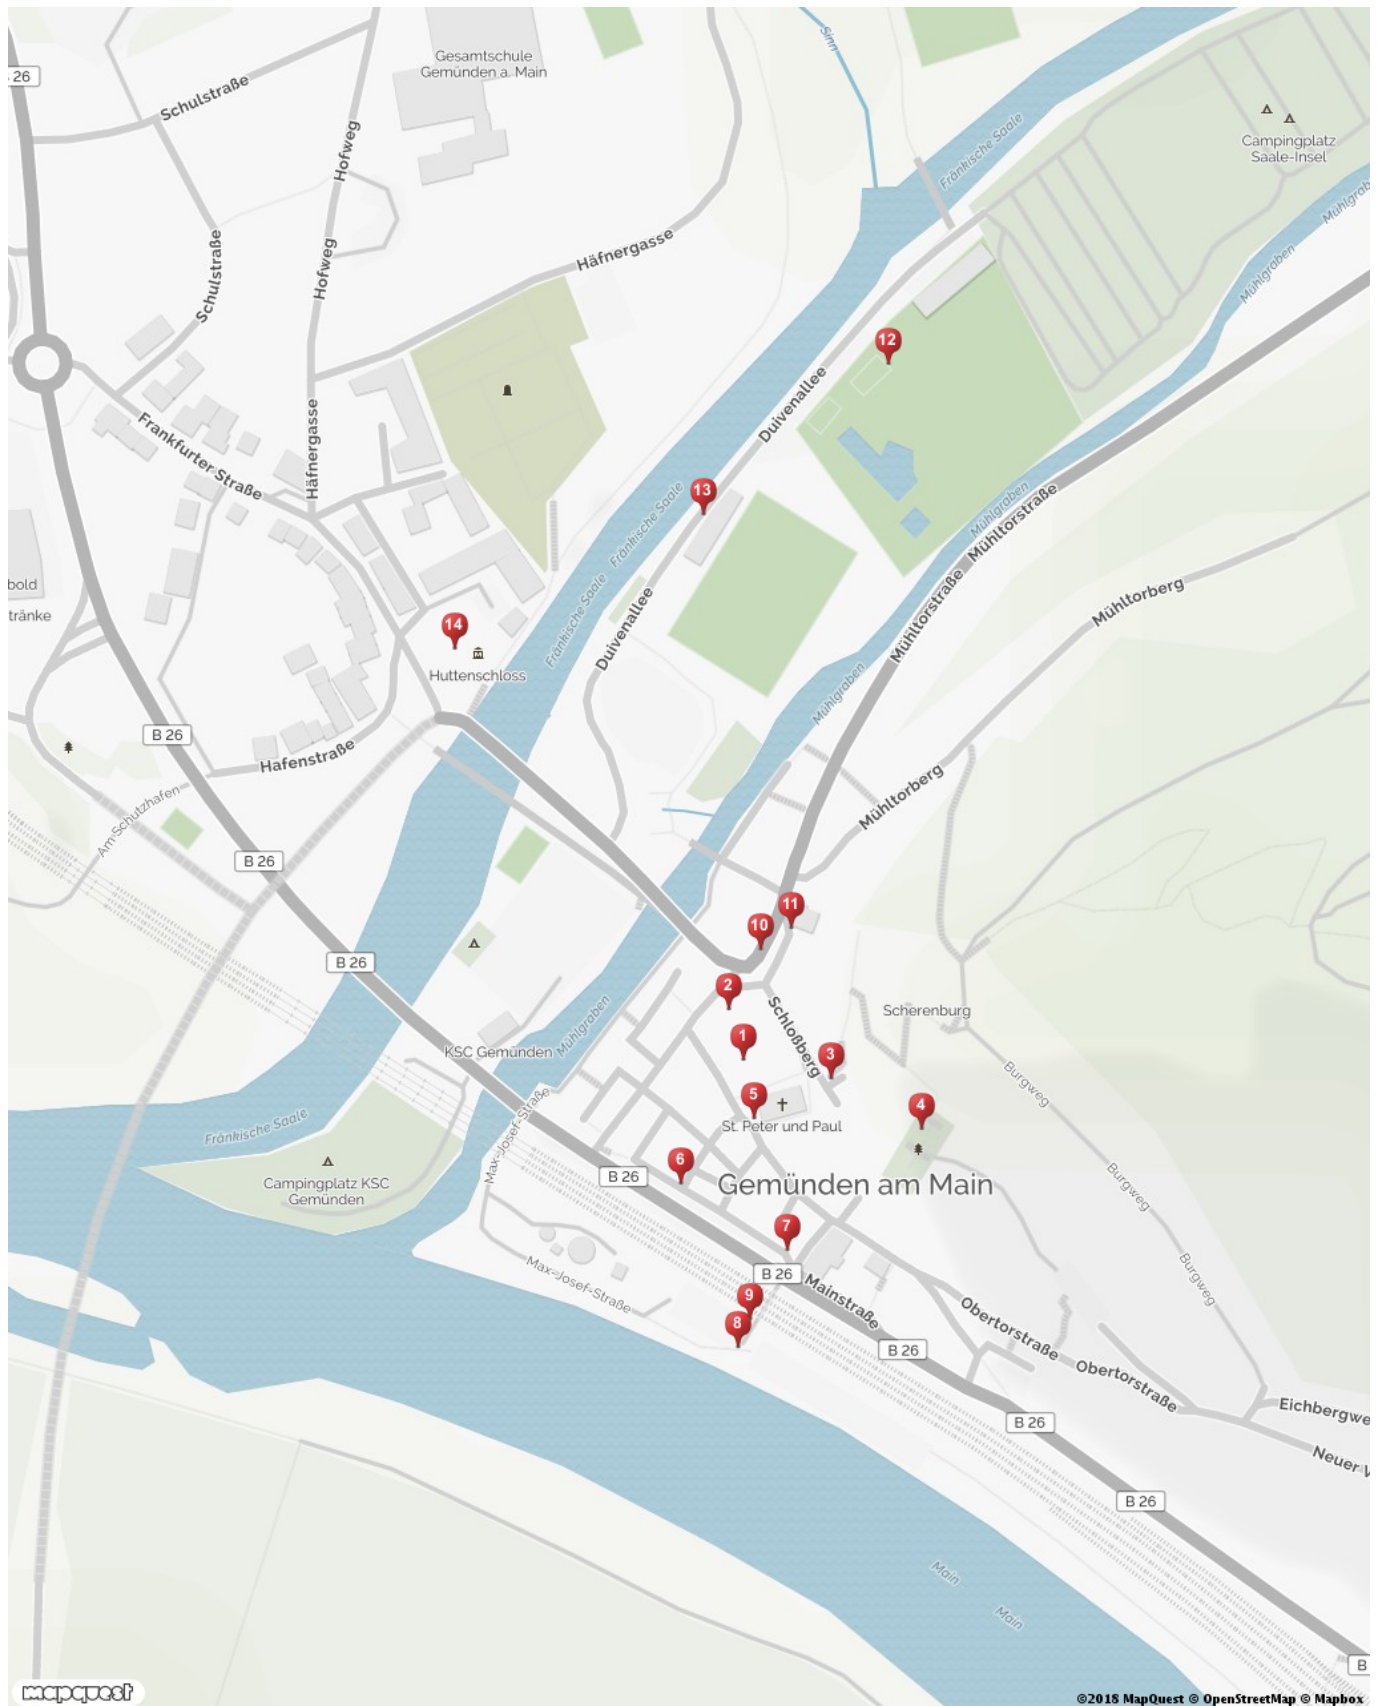 Gesamtschule
Gemünden a. Main
Sinn
26
Schulstraße
Hofweg
Fränkische Saale
Campingplatz
Saale-Insel
Schulstraße
Hofweg
Häfnergasse
Mühlgraben
12
Duivenallee
Frankfurter Straße
Häfnergasse
13
Fränkische Saale
Mühlgraben
Mühltorstraße
bold
tränke
14
Huttenschloss
Fränkische Saale
Duivenallee
Mühltorstraße
Mühltorberg
Mühlgraben
B 26
Hafenstraße
Am Schutzhafen
Mühltorberg
B 26
11
10
B 26
2
Schloßberg
Scherenburg
Mühlgraben
KSC Gemünden
1
3
Burgweg
5
4
Fränkische Saale
Max-Josef-Straße
St. Peter und Paul
6
B 26
Campingplatz KSC
Gemünden
Gemünden am Main
Burgweg
7
Max-Josef-Straße
B 26
Mainstraße
Burgweg
9
8
B 26
Obertorstraße
Obertorstraße
B 26
Eichbergwe
Neuer
B 26
Main
Main
B
mapquest
©2018 MapQuest © OpenStreetMap © Mapbox